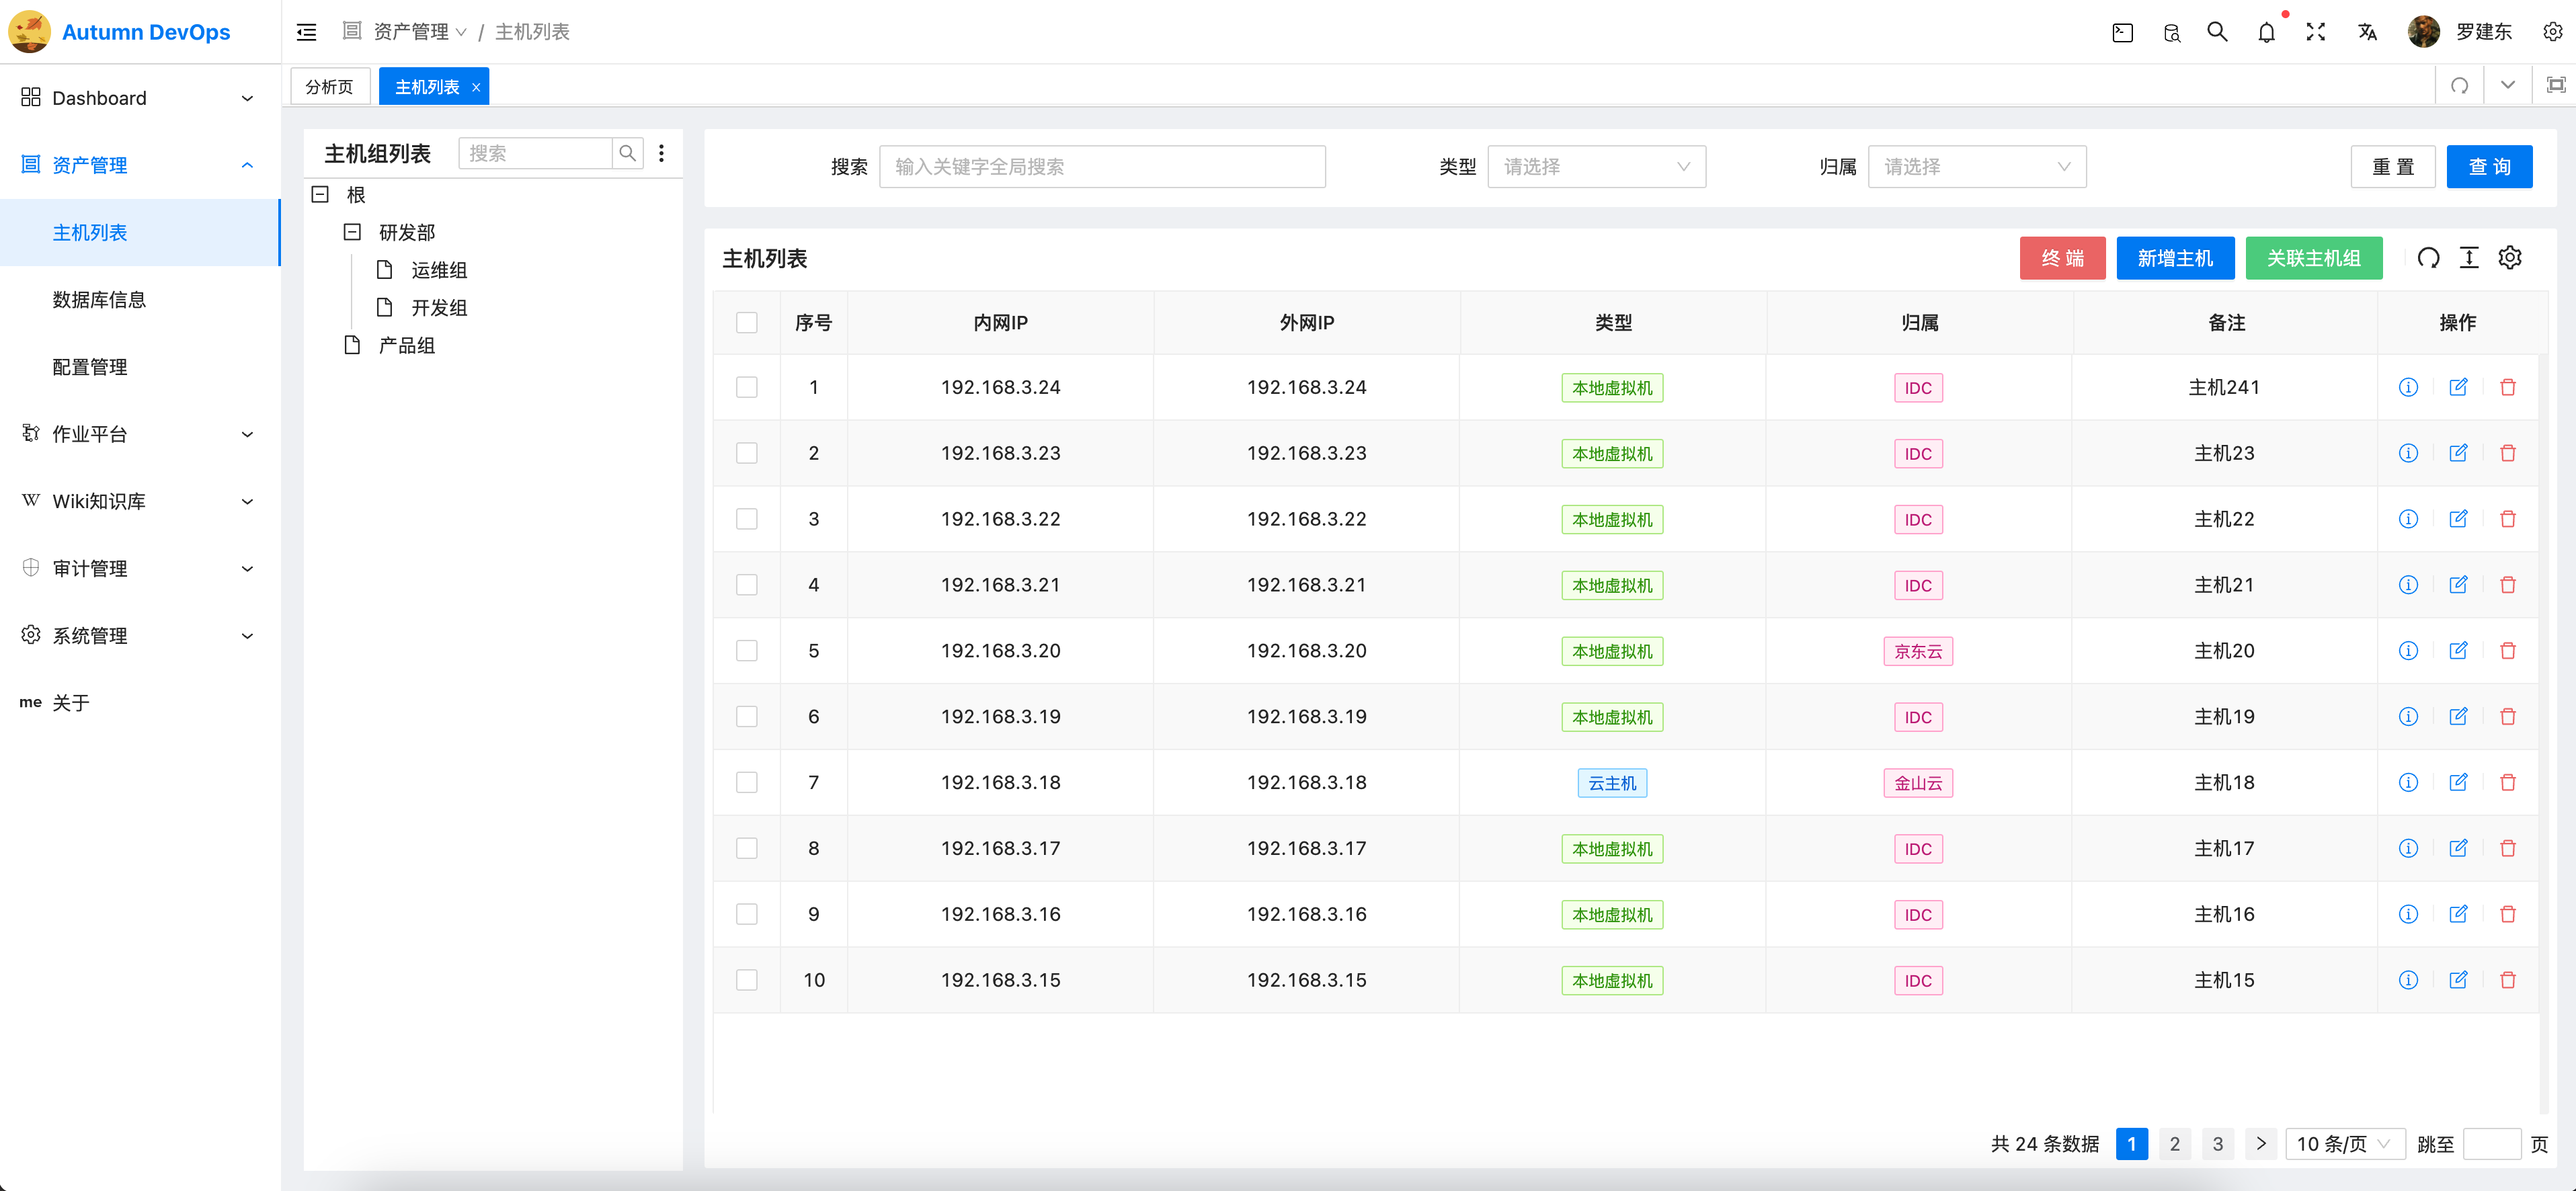 Autumn DevOps
资产管理 / 主机列表
罗建东
分析页
主机列表
Dashboard
资产管理
主机列表
数据库信息
配置管理
作业平台
W Wiki知识库
审计管理
系统管理
me 关于
主机组列表 搜索
根
研发部
运维组
开发组
产品组
搜索 输入关键字全局搜索 类型 请选择 归属 请选择 重 置 查 询
主机列表 终 端 新增主机 关联主机组
序号 内网IP 外网IP 类型 归属 备注 操作
1 192.168.3.24 192.168.3.24 本地虚拟机 IDC 主机241
2 192.168.3.23 192.168.3.23 本地虚拟机 IDC 主机23
3 192.168.3.22 192.168.3.22 本地虚拟机 IDC 主机22
4 192.168.3.21 192.168.3.21 本地虚拟机 IDC 主机21
5 192.168.3.20 192.168.3.20 本地虚拟机 京东云 主机20
6 192.168.3.19 192.168.3.19 本地虚拟机 IDC 主机19
7 192.168.3.18 192.168.3.18 云主机 金山云 主机18
8 192.168.3.17 192.168.3.17 本地虚拟机 IDC 主机17
9 192.168.3.16 192.168.3.16 本地虚拟机 IDC 主机16
10 192.168.3.15 192.168.3.15 本地虚拟机 IDC 主机15
共 24 条数据 1 2 3 > 10 条/页 跳至 页